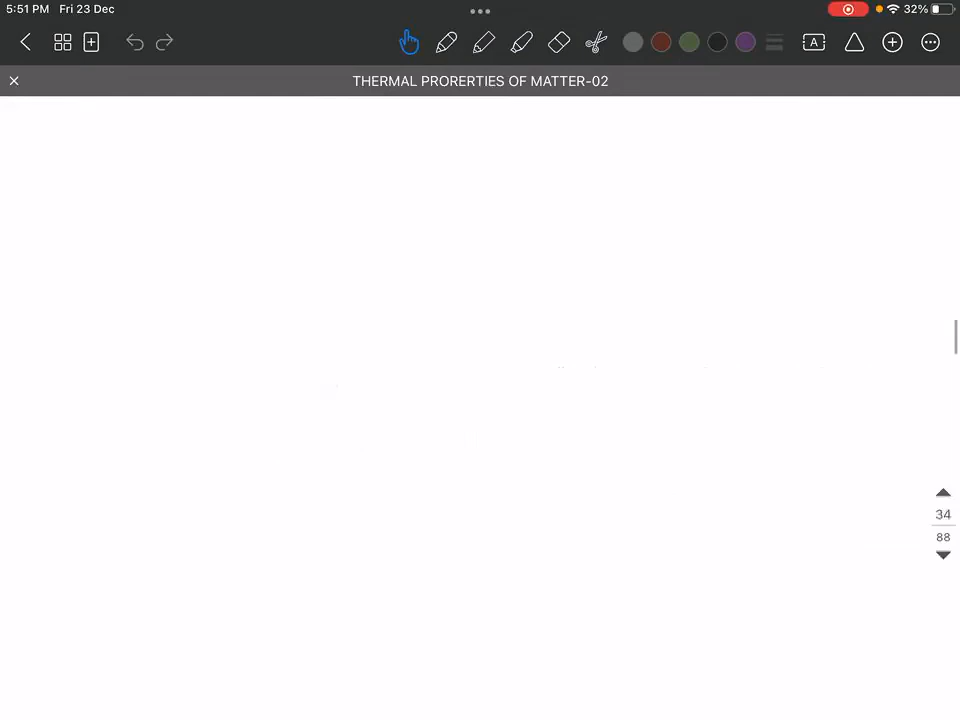 5:51 PM Fri 23 Dec
32%
A
THERMAL PRORERTIES OF MATTER-02
34
88